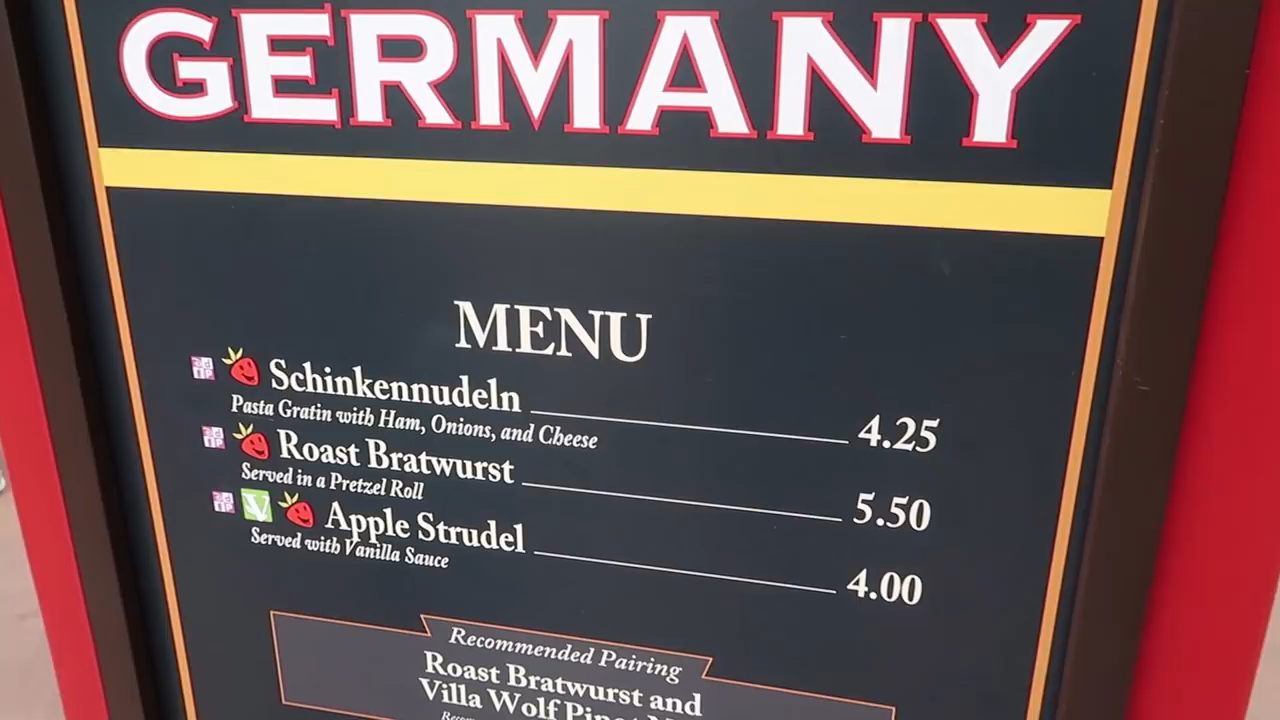 GERMANY
MENU
Schinkennudeln 4.25
Pasta Gratin with Ham, Onions, and Cheese
Roast Bratwurst 5.50
Served in a Pretzel Roll
Apple Strudel 4.00
Served with Vanilla Sauce
Recommended Pairing
Roast Bratwurst and
Villa Wolf Pinot